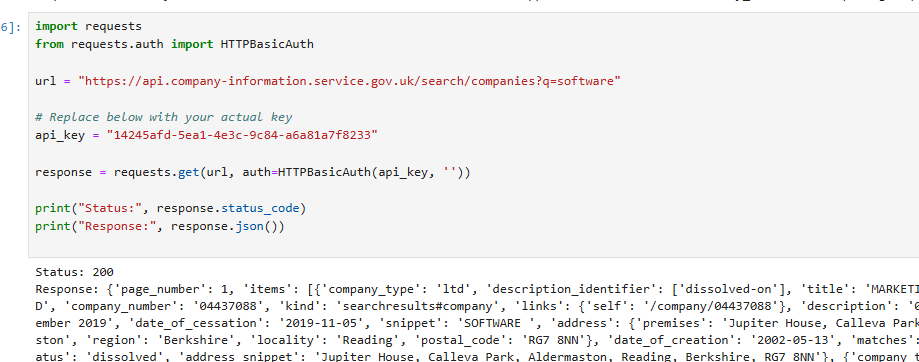 6]:
import requests
from requests.auth import HTTPBasicAuth
url = "https://api.company-information.service.gov.uk/search/companies?q=software"
# Replace below with your actual key
api_key = "14245afd-5ea1-4e3c-9c84-a6a81a7f8233"
response = requests.get(url, auth=HTTPBasicAuth(api_key, ''))
print("Status:", response.status_code)
print("Response:", response.json())
Status: 200
Response: {'page_number': 1, 'items': [{'company_type': 'ltd', 'description_identifier': ['dissolved-on'], 'title': 'MARKETI
D', 'company_number': '04437088', 'kind': 'searchresults#company', 'links': {'self': '/company/04437088'}, 'description': '0
ember 2019', 'date_of_cessation': '2019-11-05', 'snippet': 'SOFTWARE ', 'address': {'premises': 'Jupiter House, Calleva Park
ston', 'region': 'Berkshire', 'locality': 'Reading', 'postal_code': 'RG7 8NN'}, 'date_of_creation': '2002-05-13', 'matches'
atus': 'dissolved', 'address_snippet': 'Jupiter House, Calleva Park, Aldermaston, Reading, Berkshire, RG7 8NN'}, {'company